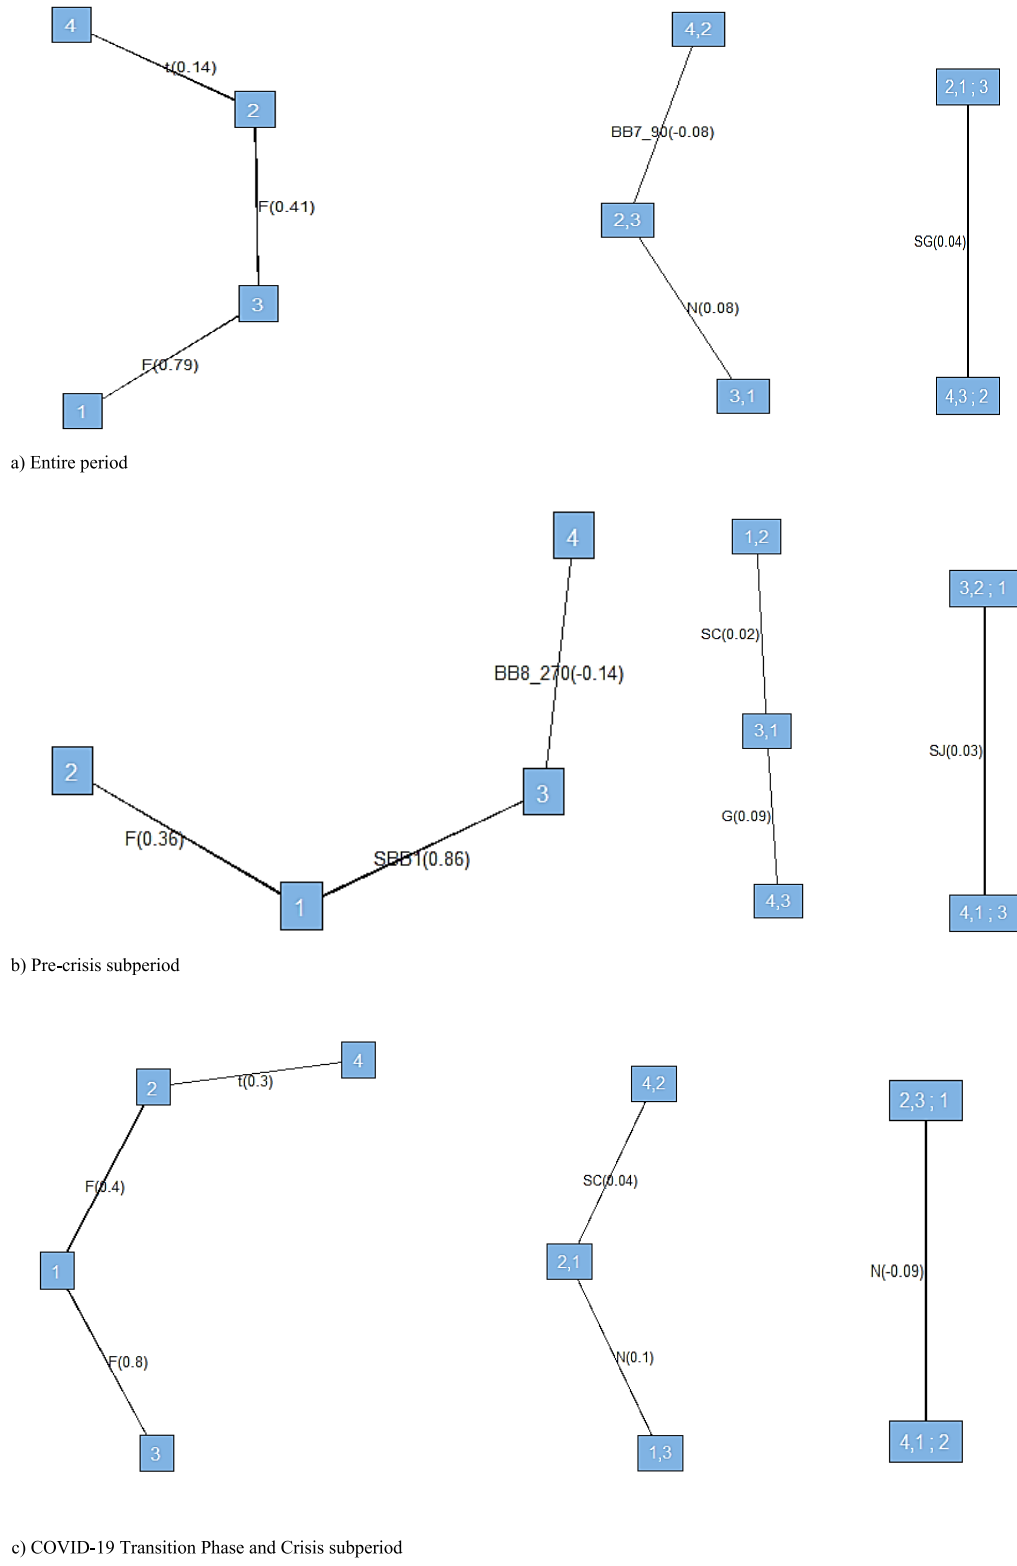 4
t(0.14)
2
F(0.41)
3
F(0.79)
1
4,2
BB7_90(-0.08)
2,3
N(0.08)
3,1
2,1 ; 3
SG(0.04)
4,3 ; 2
a) Entire period
4
BB8_270(-0.14)
2
3
F(0.36)
SBB1(0.86)
1
1,2
SC(0.02)
3,1
G(0.09)
4,3
3,2 ; 1
SJ(0.03)
4,1 ; 3
b) Pre-crisis subperiod
4
2
t(0.3)
F(0.4)
1
F(0.8)
3
4,2
SC(0.04)
2,1
N(0.1)
1,3
2,3 ; 1
N(-0.09)
4,1 ; 2
c) COVID-19 Transition Phase and Crisis subperiod